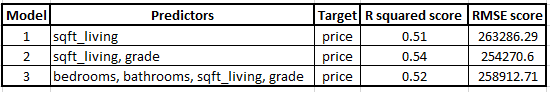 Model Predictors Target R squared score RMSE score
1 sqft_living price 0.51 263286.29
2 sqft_living, grade price 0.54 254270.6
3 bedrooms, bathrooms, sqft_living, grade price 0.52 258912.71